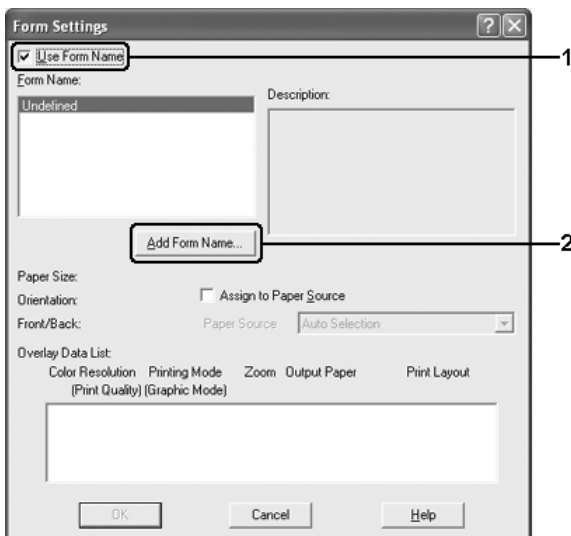 Form Settings
Use Form Name
1
Form Name:
Description:
Undefined
Add Form Name...
2
Paper Size:
Orientation:
Assign to Paper Source
Front/Back:
Paper Source
Auto Selection
Overlay Data List:
Color Resolution Printing Mode Zoom Output Paper Print Layout
(Print Quality) (Graphic Mode)
OK
Cancel
Help